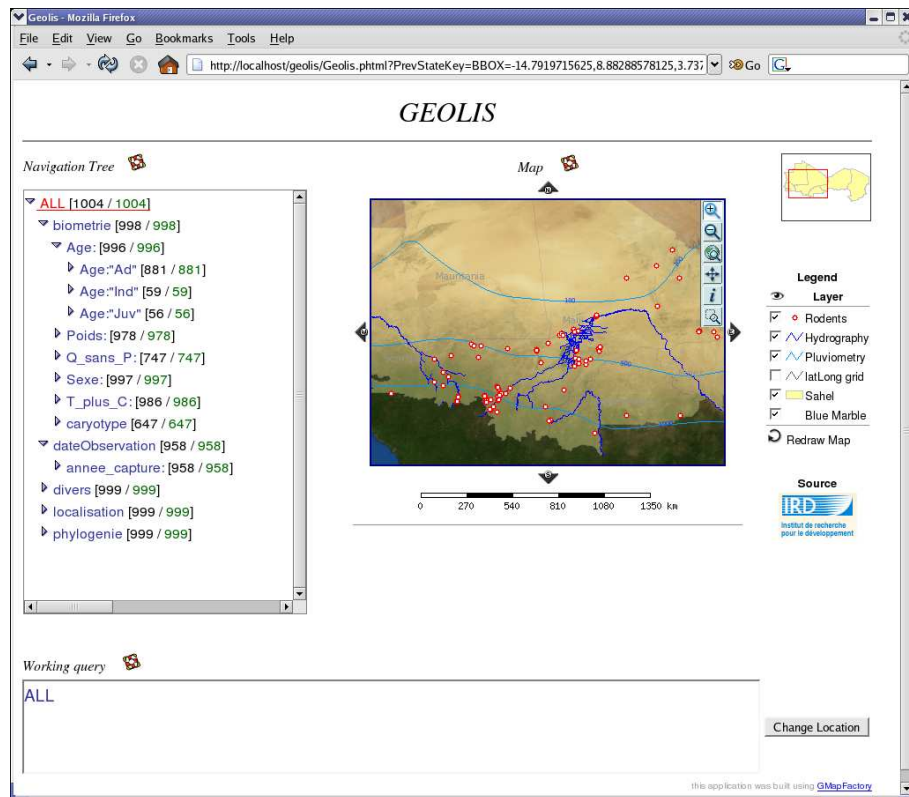 Geolis - Mozilla Firefox
File Edit View Go Bookmarks Tools Help
http://localhost/geolis/Geolis.phtml?PrevStateKey=BBOX=-14.7919715625,8.88288578125,3.737 Go G
GEOLIS
Navigation Tree
Map
ALL [1004 / 1004]
biometrie [998 / 998]
Age: [996 / 996]
Age:"Ad" [881 / 881]
Age:"Ind" [59 / 59]
Age:"Juv" [56 / 56]
Poids: [978 / 978]
Q_sans_P: [747 / 747]
Sexe: [997 / 997]
T_plus_C: [986 / 986]
caryotype [647 / 647]
dateObservation [958 / 958]
annee_capture: [958 / 958]
divers [999 / 999]
localisation [999 / 999]
phylogenie [999 / 999]
Mauritania
Mali
0 270 540 810 1080 1350 km
Legend
Layer
Rodents
Hydrography
Pluviometry
latLong grid
Sahel
Blue Marble
Redraw Map
Source
IRD
Institut de recherche
pour le développement
Working query
ALL
Change Location
this application was built using GMapFactory